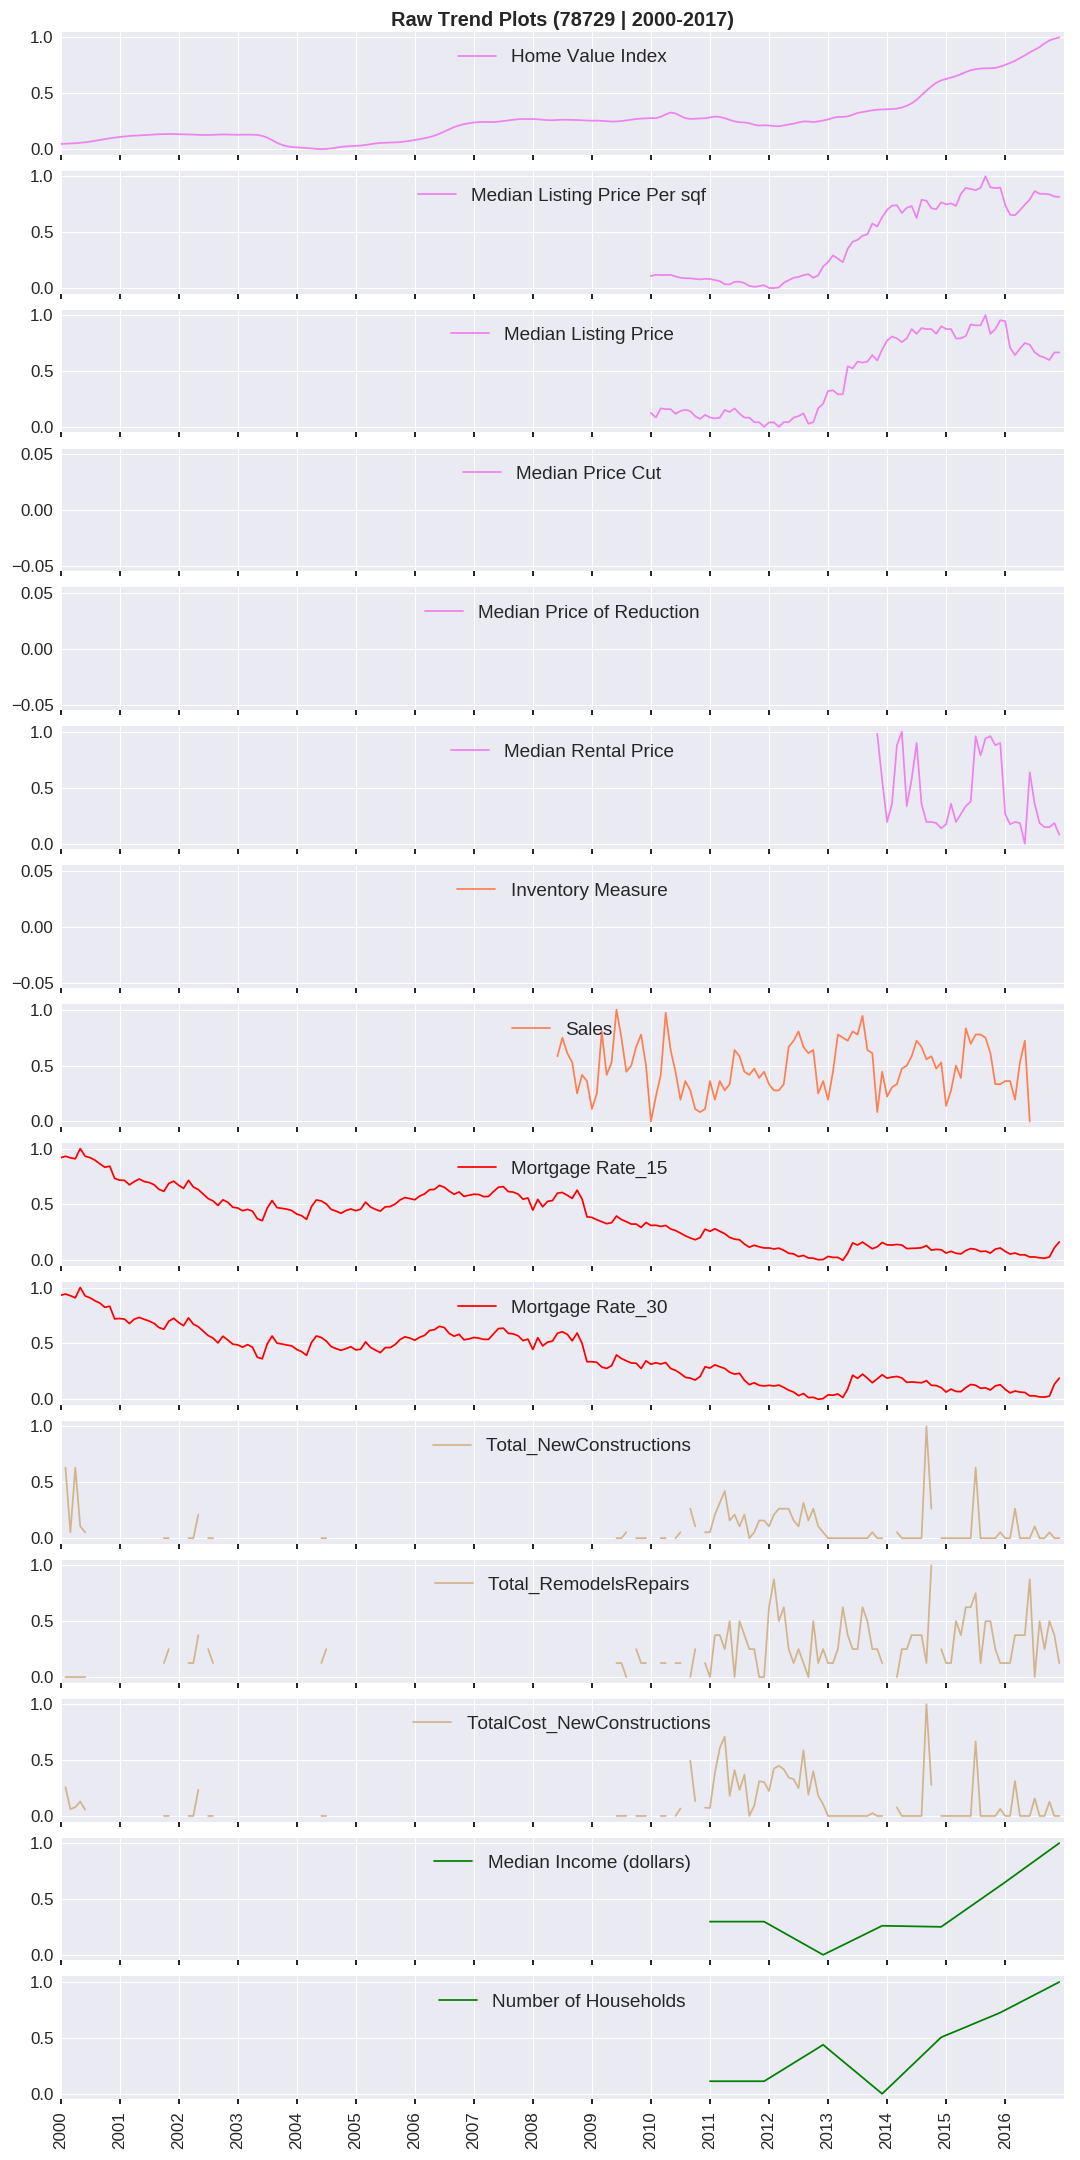 Raw Trend Plots (78729 | 2000-2017)
1.0
Home Value Index
0.5
0.0
1.0
Median Listing Price Per sqf
0.5
0.0
1.0
Median Listing Price
0.5
0.0
0.05
Median Price Cut
0.00
−0.05
0.05
Median Price of Reduction
0.00
−0.05
1.0
Median Rental Price
0.5
0.0
0.05
Inventory Measure
0.00
−0.05
1.0
Sales
0.5
0.0
1.0
Mortgage Rate_15
0.5
0.0
1.0
Mortgage Rate_30
0.5
0.0
1.0
Total_NewConstructions
0.5
0.0
1.0
Total_RemodelsRepairs
0.5
0.0
1.0
TotalCost_NewConstructions
0.5
0.0
1.0
Median Income (dollars)
0.5
0.0
1.0
Number of Households
0.5
0.0
2000 2001 2002 2003 2004 2005 2006 2007 2008 2009 2010 2011 2012 2013 2014 2015 2016